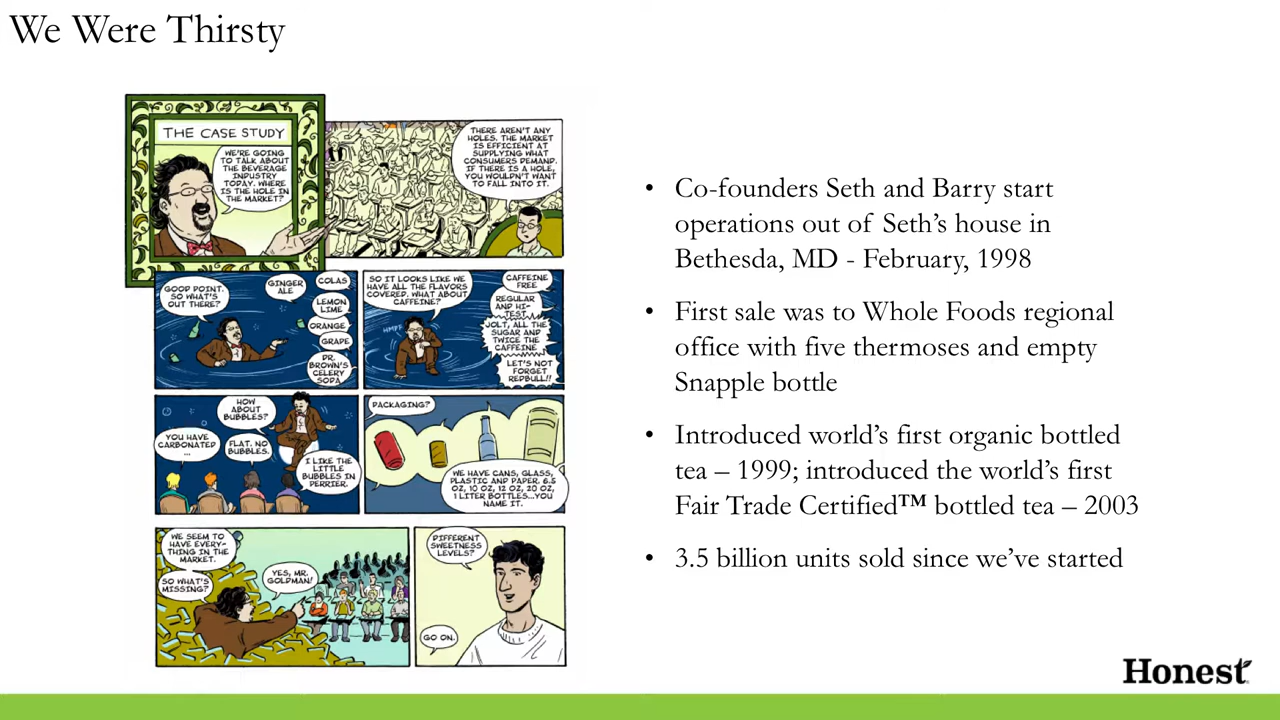 We Were Thirsty
THE CASE STUDY
WE'RE GOING
TO TALK ABOUT
THE BEVERAGE
INDUSTRY
TODAY. WHERE
IS THE HOLE IN
THE MARKET?
THERE AREN'T ANY
HOLES. THE MARKET
IS EFFICIENT AT
SUPPLYING WHAT
CONSUMERS DEMAND.
IF THERE IS A HOLE,
YOU WOULDN'T WANT
TO FALL INTO IT.
GOOD POINT.
SO WHAT'S
OUT THERE?
GINGER
ALE
COLAS
LEMON
LIME
ORANGE
GRAPE
DR.
BROWN'S
CELERY
SODA
SO IT LOOKS LIKE WE
HAVE ALL THE FLAVORS
COVERED. WHAT ABOUT
CAFFEINE?
HMPF
CAFFEINE
FREE
REGULAR
AND HI-
TEST
JOLT, ALL THE
SUGAR AND
TWICE THE
CAFFEINE
LET'S NOT
FORGET
REDBULL!!
HOW
ABOUT
BUBBLES?
YOU HAVE
CARBONATED
...
FLAT. NO
BUBBLES.
I LIKE THE
LITTLE
BUBBLES IN
PERRIER.
PACKAGING?
WE HAVE CANS, GLASS,
PLASTIC AND PAPER. 6.5
OZ, 10 OZ, 12 OZ, 20 OZ,
1 LITER BOTTLES...YOU
NAME IT.
WE SEEM TO
HAVE EVERY-
THING IN THE
MARKET.
SO WHAT'S
MISSING?
YES, MR.
GOLDMAN!
DIFFERENT
SWEETNESS
LEVELS?
GO ON.
• Co-founders Seth and Barry start
operations out of Seth's house in
Bethesda, MD - February, 1998
• First sale was to Whole Foods regional
office with five thermoses and empty
Snapple bottle
• Introduced world's first organic bottled
tea – 1999; introduced the world's first
Fair Trade Certified™ bottled tea – 2003
• 3.5 billion units sold since we've started
Honest